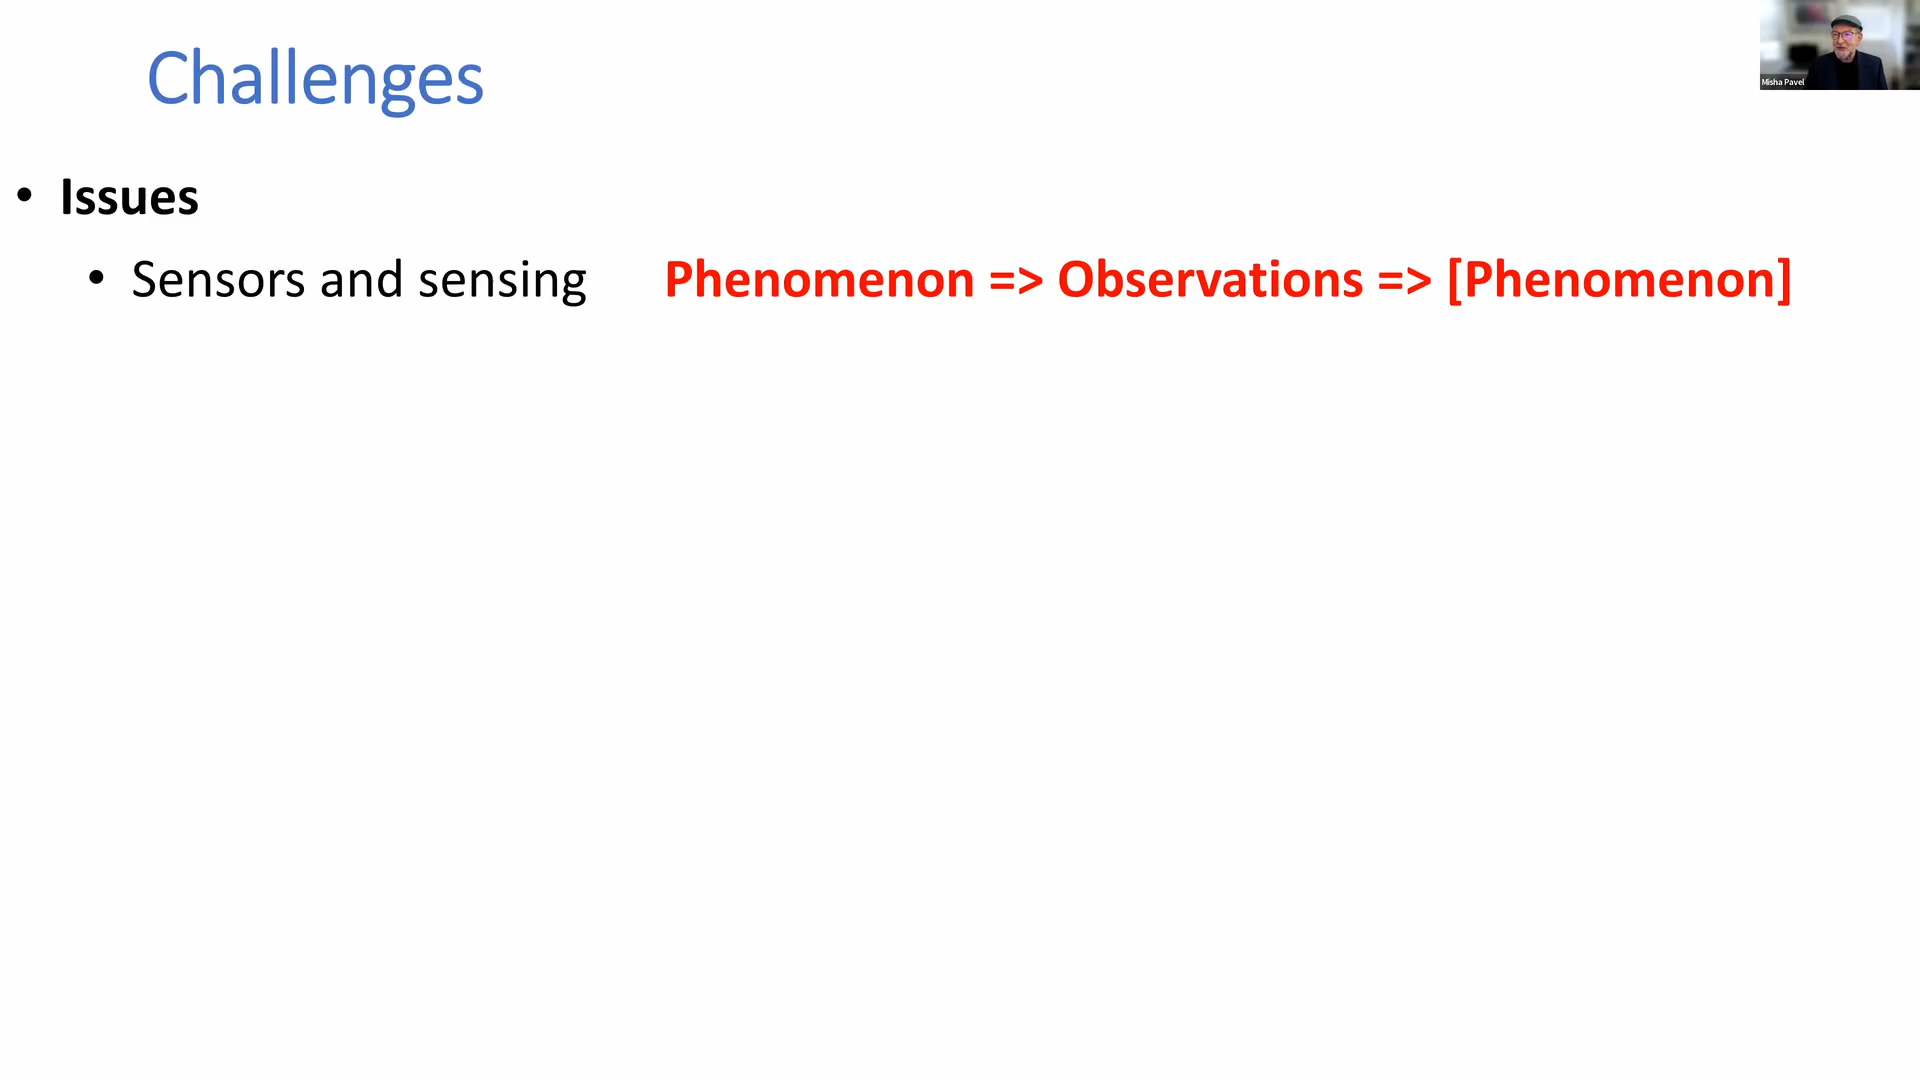 Challenges
Misha Pavel
• Issues
• Sensors and sensing Phenomenon => Observations => [Phenomenon]